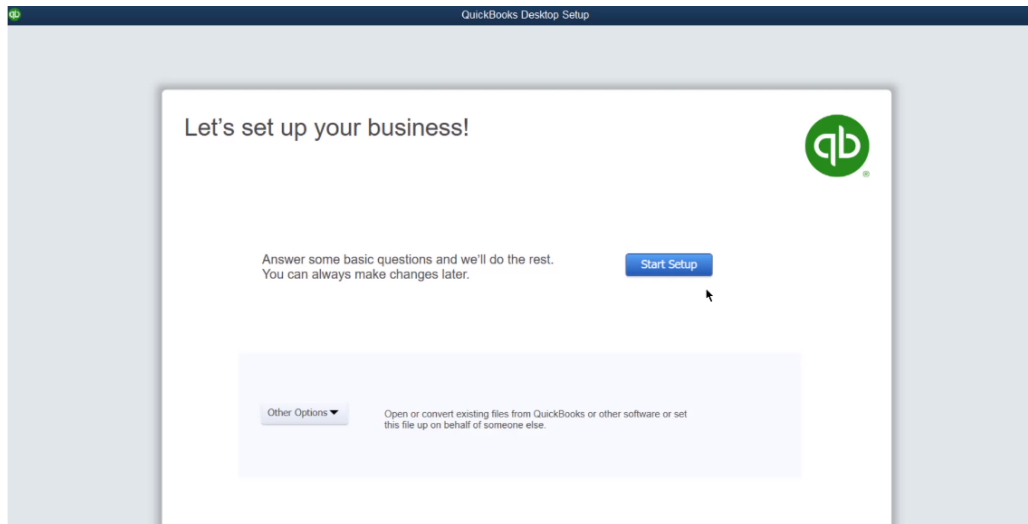 qb
QuickBooks Desktop Setup
Let's set up your business!
qb
®
Answer some basic questions and we'll do the rest.
You can always make changes later.
Start Setup
Other Options
Open or convert existing files from QuickBooks or other software or set
this file up on behalf of someone else.